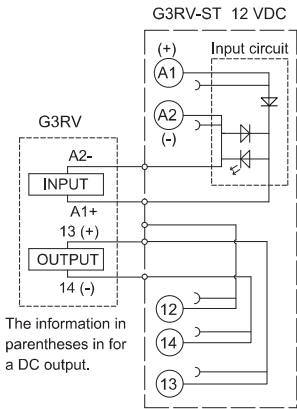 G3RV-ST 12 VDC
(+)
Input circuit
A1
A2
(-)
G3RV
A2-
INPUT
A1+
13 (+)
OUTPUT
14 (-)
12
14
13
The information in
parentheses in for
a DC output.